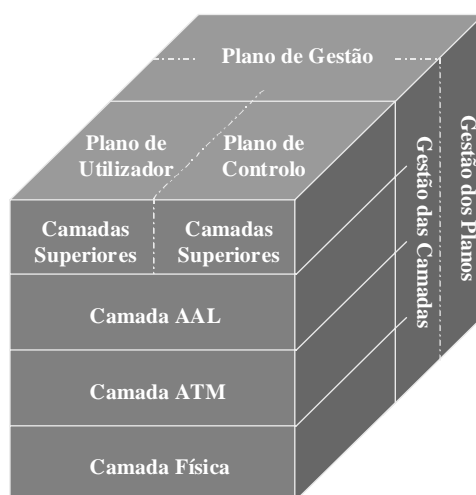 Plano de Gestão
Plano de
Utilizador
Plano de
Controlo
Camadas
Superiores
Camadas
Superiores
Camada AAL
Camada ATM
Camada Física
Gestão das Camadas
Gestão dos Planos